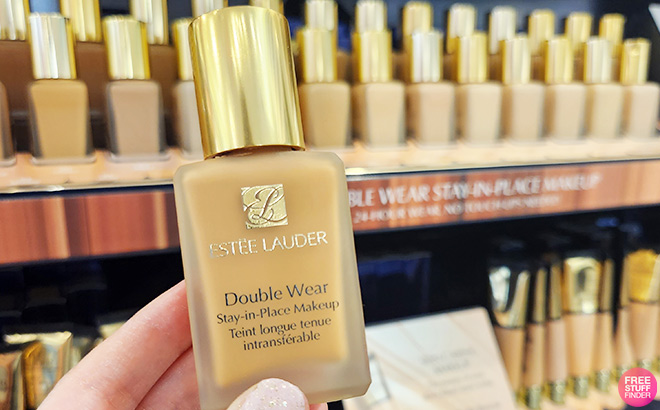 ESTĒE LAUDER
Double Wear
Stay-in-Place Makeup
Teint longue tenue
intransférable
BLE WEAR STAY-IN-PLACE MAKEUP
24-HOUR WEAR. NO TOUCH-UPS NEEDED
FREE
STUFF
FINDER